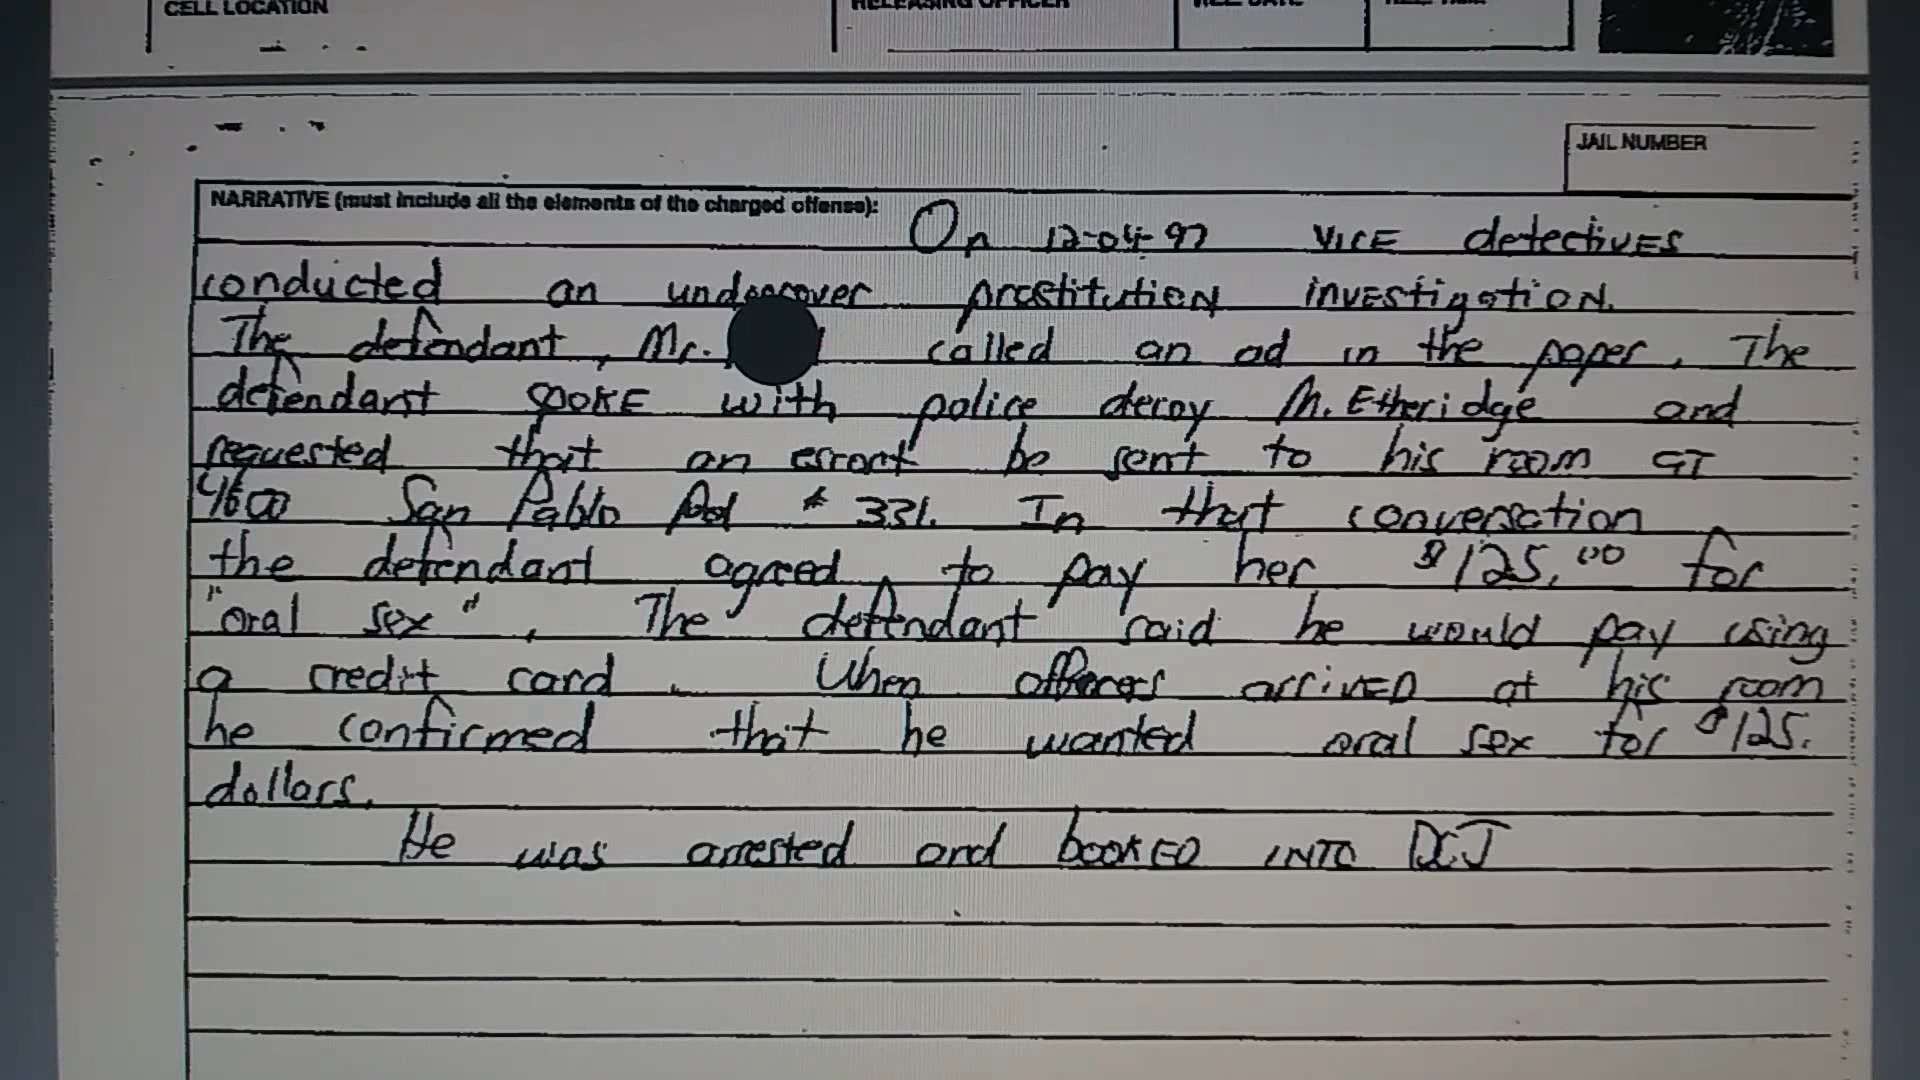 CELL LOCATION
RELEASING OFFICER
JAIL NUMBER
NARRATIVE (must include all the elements of the charged offense):
On 12-04-97 VICE detectivES
conducted an undercover prostitutioN investigatioN.
The defendant, Mr. called an ad in the paper. The
defendant spoke with police decoy M. Etheridge and
requested that an escort be sent to his room at
4600 San Pablo Rd # 331. In that conversation
the defendant agreed to pay her $125.00 for
"oral sex". The defendant said he would pay using
a credit card. When officers arrived at his room
he confirmed that he wanted oral sex for $125.
dollars.
He was arrested and booked INTO DCJ